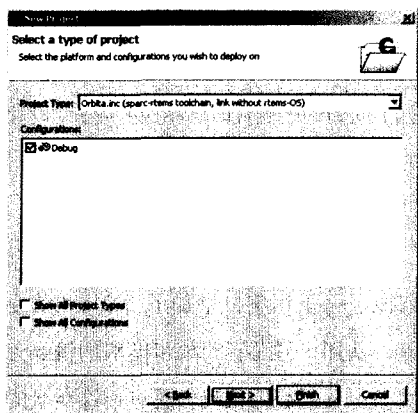 New Project
Select a type of project
Select the platform and configurations you wish to deploy on
C
Project Type: Orbita.inc (sparc-rtems toolchain, link without rtems-OS)
Configurations:
Debug
Show All Project Types
Show All Configurations
< Back Next > Finish Cancel